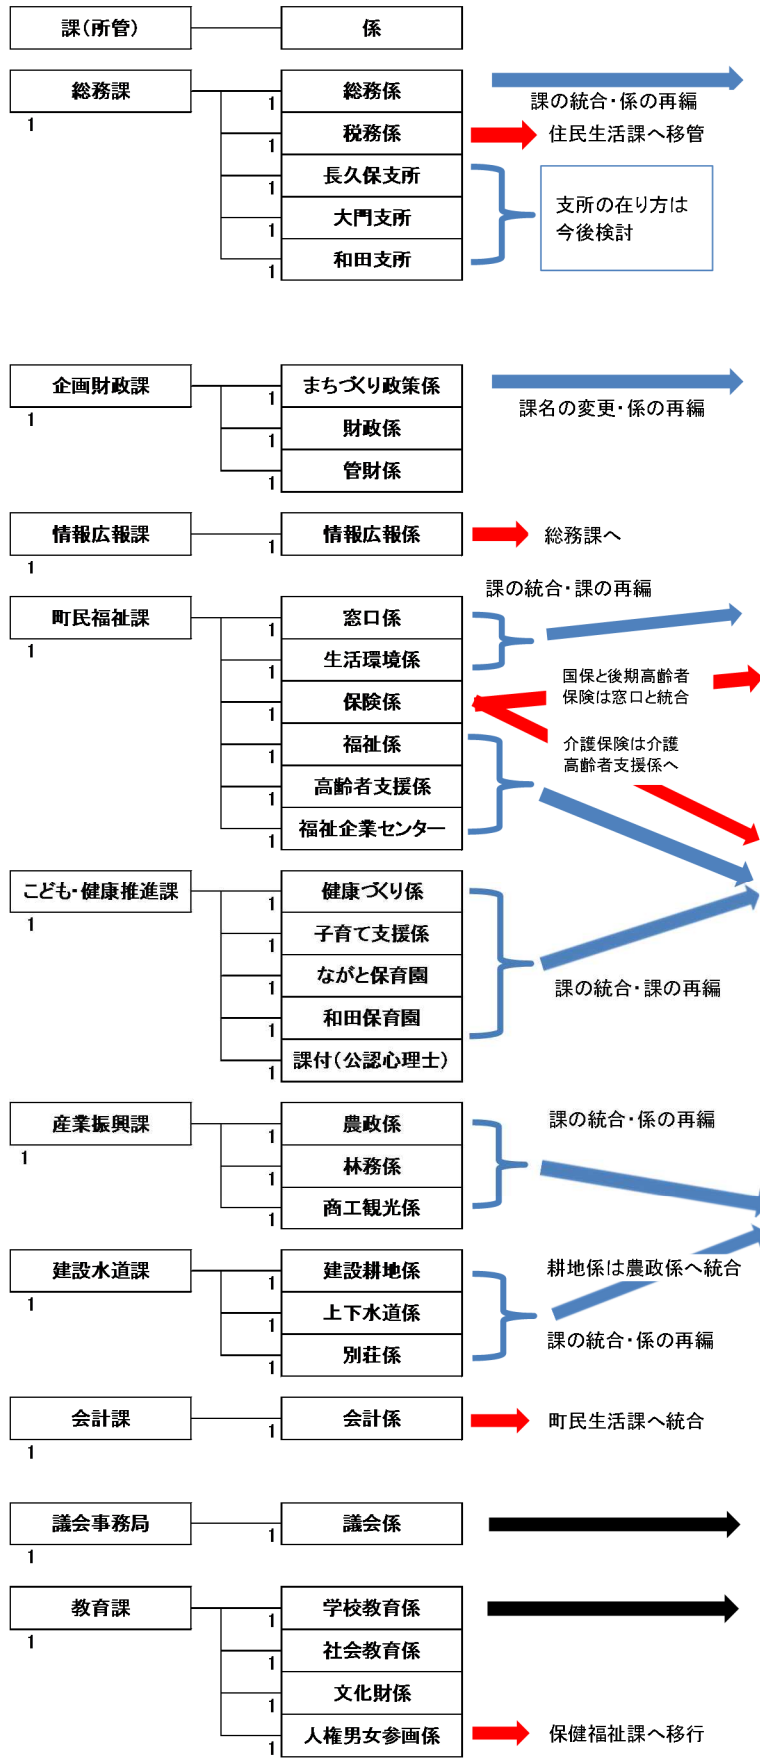 課（所管）
係
総務課
1
1
総務係
課の統合・係の再編
1
税務係
住民生活課へ移管
1
長久保支所
1
大門支所
1
和田支所
支所の在り方は
今後検討
企画財政課
1
1
まちづくり政策係
課名の変更・係の再編
1
財政係
1
管財係
情報広報課
1
1
情報広報係
総務課へ
町民福祉課
1
課の統合・課の再編
1
窓口係
1
生活環境係
1
保険係
国保と後期高齢者
保険は窓口と統合
介護保険は介護
高齢者支援係へ
1
福祉係
1
高齢者支援係
1
福祉企業センター
こども・健康推進課
1
1
健康づくり係
1
子育て支援係
1
ながと保育園
1
和田保育園
1
課付（公認心理士）
課の統合・課の再編
産業振興課
1
1
農政係
課の統合・係の再編
1
林務係
1
商工観光係
建設水道課
1
1
建設耕地係
耕地係は農政係へ統合
1
上下水道係
課の統合・係の再編
1
別荘係
会計課
1
1
会計係
町民生活課へ統合
議会事務局
1
1
議会係
教育課
1
1
学校教育係
1
社会教育係
1
文化財係
1
人権男女参画係
保健福祉課へ移行